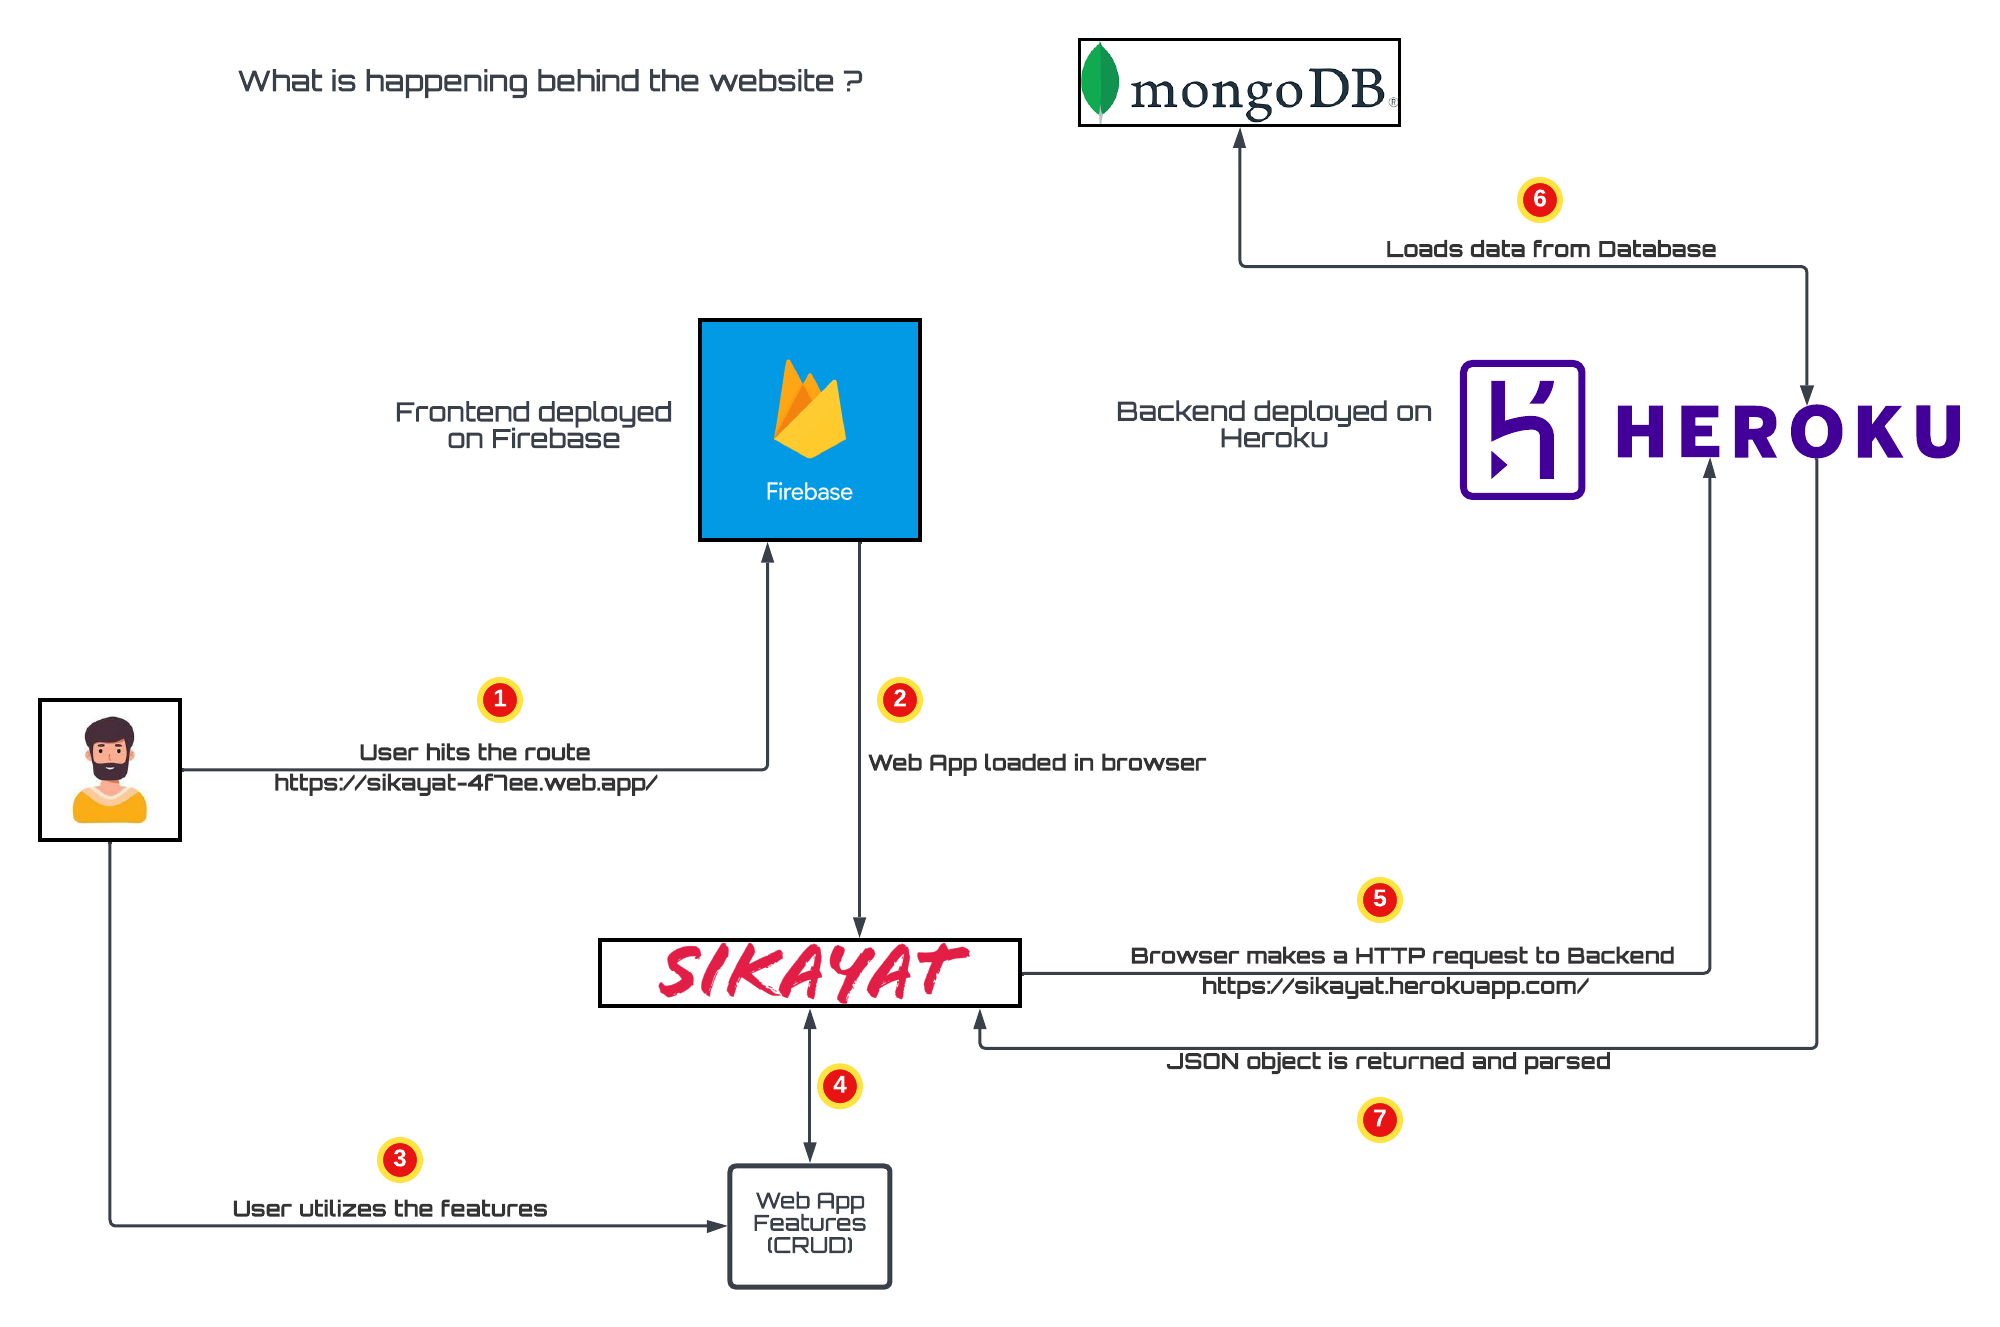 What is happening behind the website ?
mongoDB®
6
Loads data from Database
Frontend deployed
on Firebase
Firebase
Backend deployed on
Heroku
HEROKU
1
User hits the route
https://sikayat-4f7ee.web.app/
2
Web App loaded in browser
5
Browser makes a HTTP request to Backend
https://sikayat.herokuapp.com/
SIKAYAT
JSON object is returned and parsed
7
4
3
User utilizes the features
Web App
Features
(CRUD)